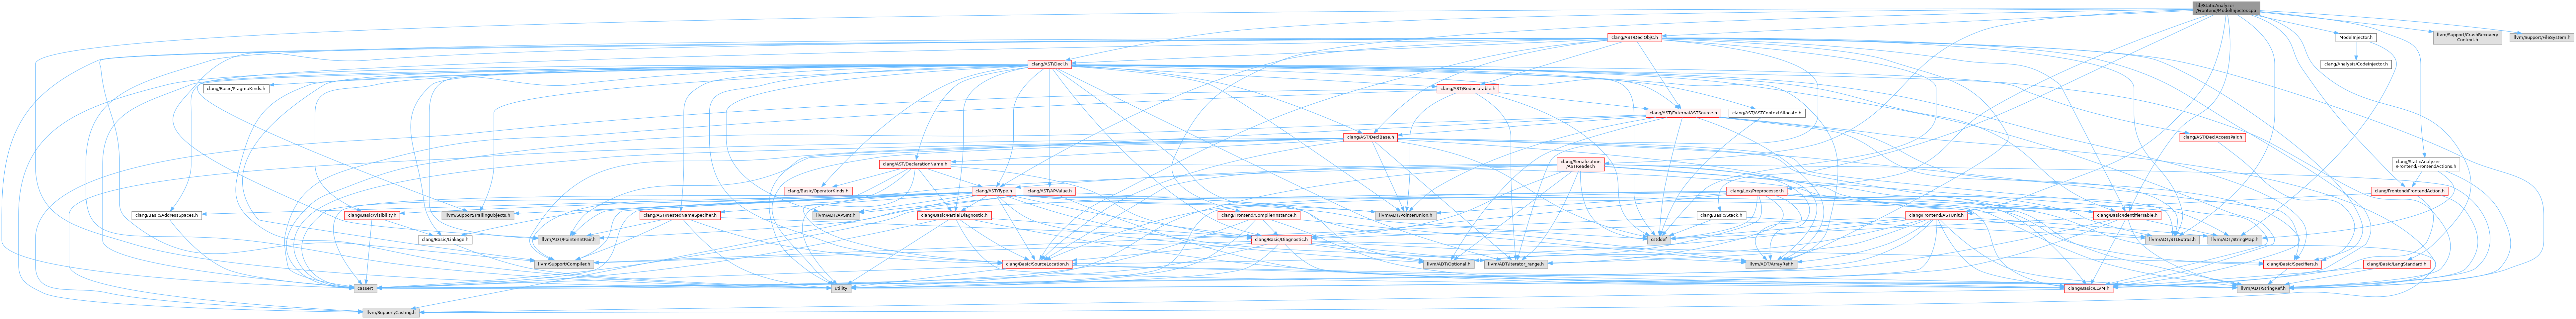 lib/StaticAnalyzer
/Frontend/ModelInjector.cpp
clang/AST/DeclObjC.h
ModelInjector.h
llvm/Support/CrashRecovery
Context.h
llvm/Support/FileSystem.h
clang/AST/Decl.h
clang/Analysis/CodeInjector.h
clang/Basic/PragmaKinds.h
clang/AST/Redeclarable.h
clang/AST/ExternalASTSource.h
clang/AST/ASTContextAllocate.h
clang/AST/DeclBase.h
clang/AST/DeclAccessPair.h
clang/AST/DeclarationName.h
clang/Serialization
/ASTReader.h
clang/StaticAnalyzer
/Frontend/FrontendActions.h
clang/Basic/OperatorKinds.h
clang/AST/Type.h
clang/AST/APValue.h
clang/Lex/Preprocessor.h
clang/Frontend/FrontendAction.h
clang/Basic/AddressSpaces.h
clang/Basic/Visibility.h
llvm/Support/TrailingObjects.h
clang/AST/NestedNameSpecifier.h
llvm/ADT/APSInt.h
clang/Basic/PartialDiagnostic.h
clang/Frontend/CompilerInstance.h
llvm/ADT/PointerUnion.h
clang/Basic/Stack.h
clang/Frontend/ASTUnit.h
clang/Basic/IdentifierTable.h
clang/Basic/Linkage.h
llvm/ADT/PointerIntPair.h
clang/Basic/Diagnostic.h
cstddef
llvm/ADT/STLExtras.h
llvm/ADT/StringMap.h
llvm/Support/Compiler.h
clang/Basic/SourceLocation.h
llvm/ADT/Optional.h
llvm/ADT/iterator_range.h
llvm/ADT/ArrayRef.h
clang/Basic/Specifiers.h
clang/Basic/LangStandard.h
cassert
utility
clang/Basic/LLVM.h
llvm/ADT/StringRef.h
llvm/Support/Casting.h